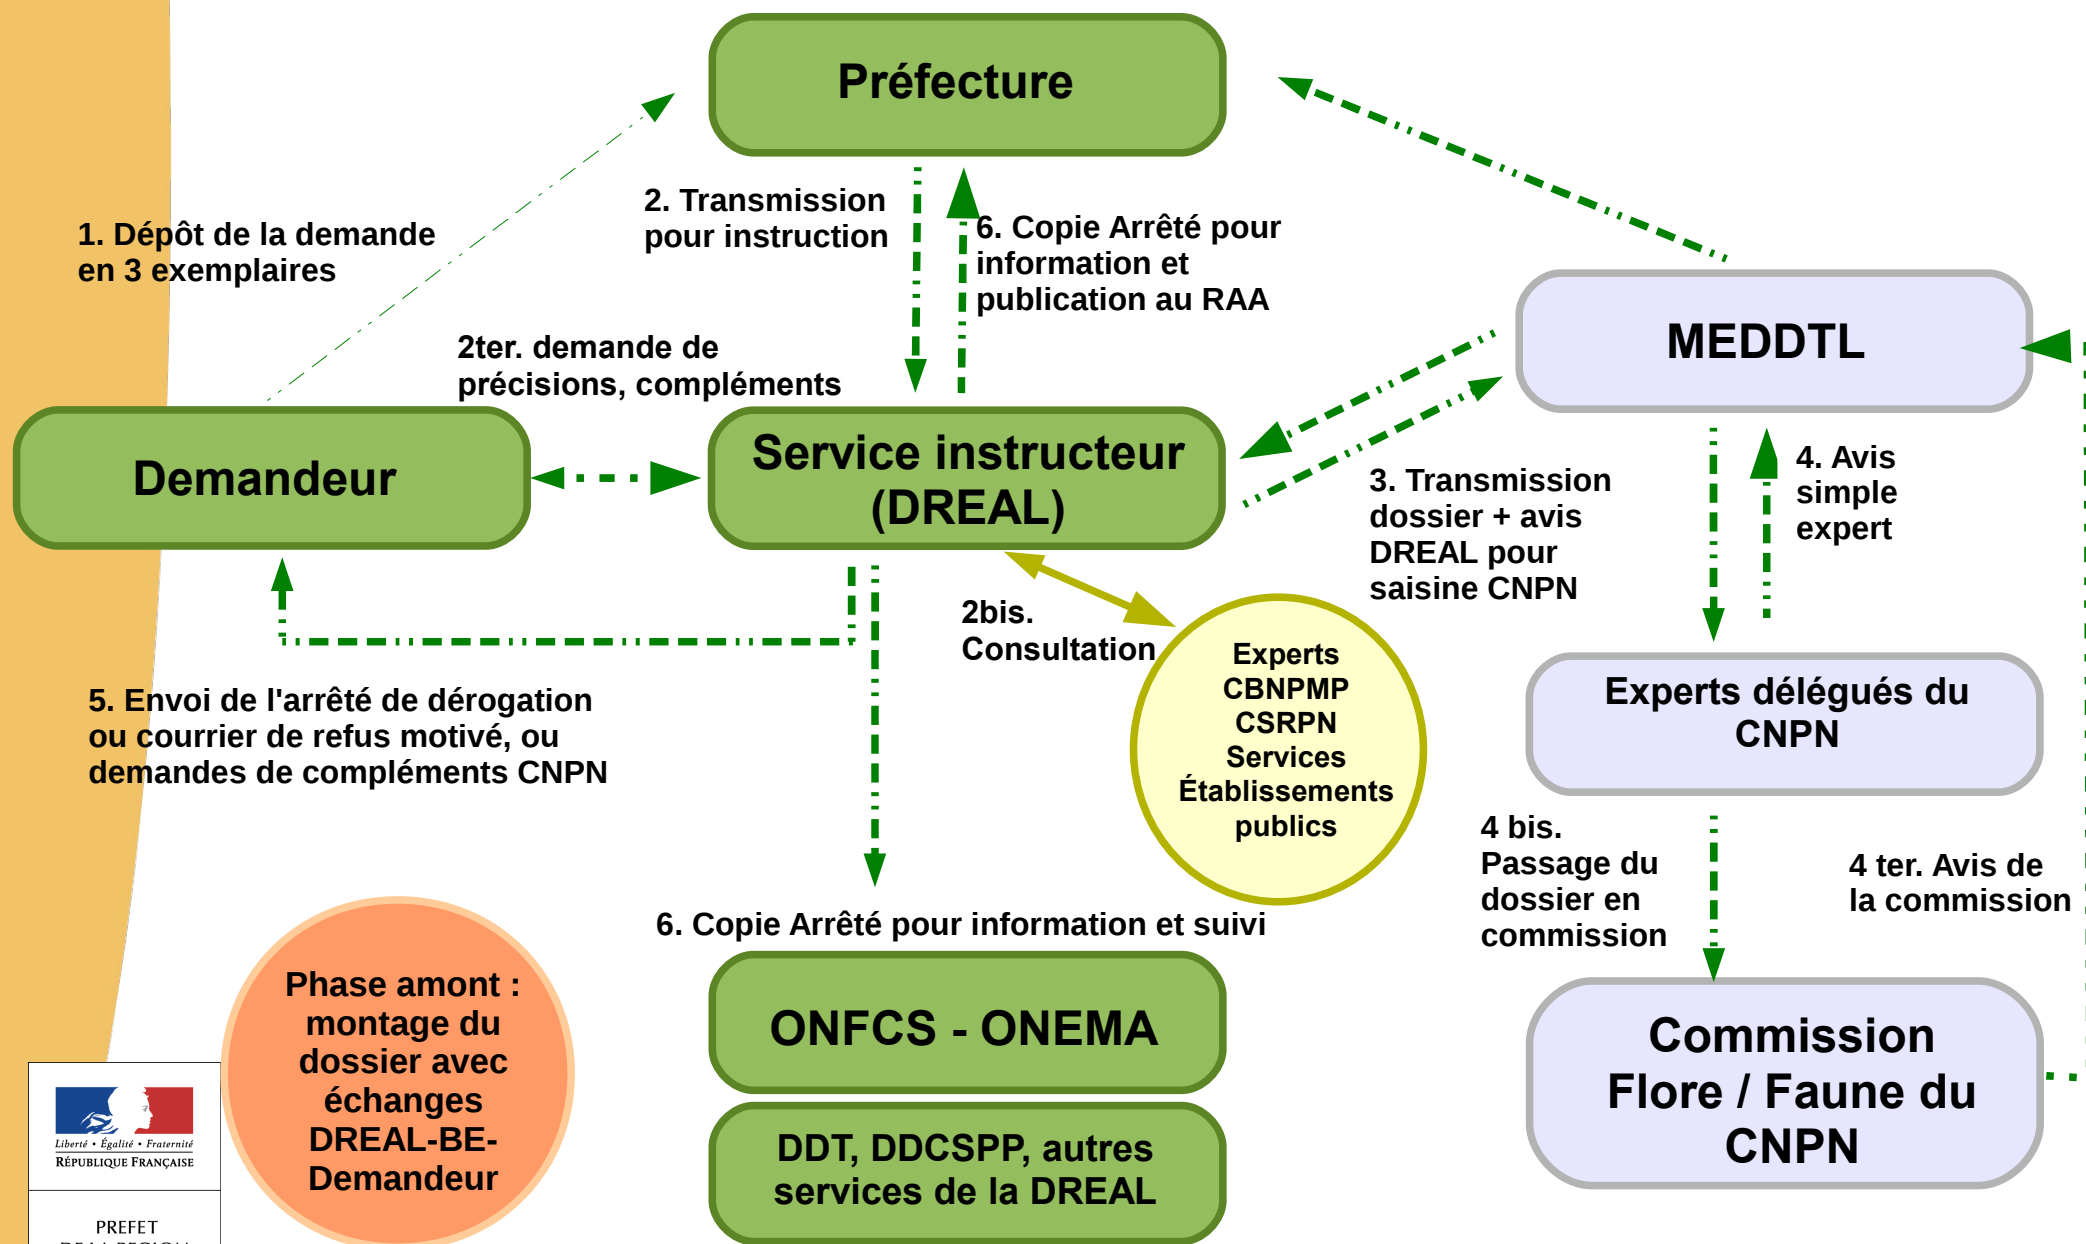 Préfecture
1. Dépôt de la demande
en 3 exemplaires
2. Transmission
pour instruction
6. Copie Arrêté pour
information et
publication au RAA
MEDDTL
2ter. demande de
précisions, compléments
Demandeur
Service instructeur
(DREAL)
3. Transmission
dossier + avis
DREAL pour
saisine CNPN
4. Avis
simple
expert
2bis.
Consultation
Experts
CBNPMP
CSRPN
Services
Établissements
publics
Experts délégués du
CNPN
5. Envoi de l'arrêté de dérogation
ou courrier de refus motivé, ou
demandes de compléments CNPN
4 bis.
Passage du
dossier en
commission
4 ter. Avis de
la commission
6. Copie Arrêté pour information et suivi
Phase amont :
montage du
dossier avec
échanges
DREAL-BE-
Demandeur
ONFCS - ONEMA
Commission
Flore / Faune du
CNPN
DDT, DDCSPP, autres
services de la DREAL
Liberté • Égalité • Fraternité
RÉPUBLIQUE FRANÇAISE
PREFET
DE LA REGION